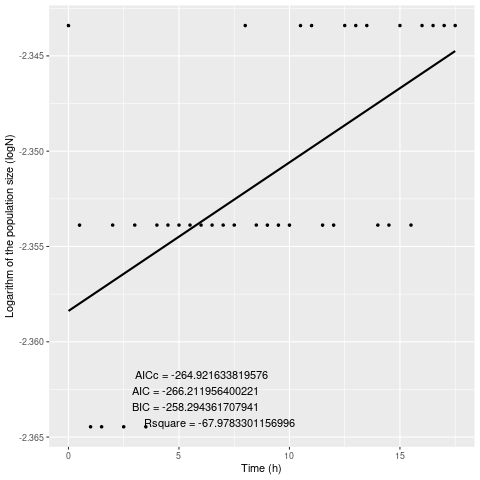 -2.345
-2.350
-2.355
-2.360
-2.365
Logarithm of the population size (logN)
AICc = -264.921633819576
AIC = -266.211956400221
BIC = -258.294361707941
Rsquare = -67.9783301156996
0 5 10 15
Time (h)